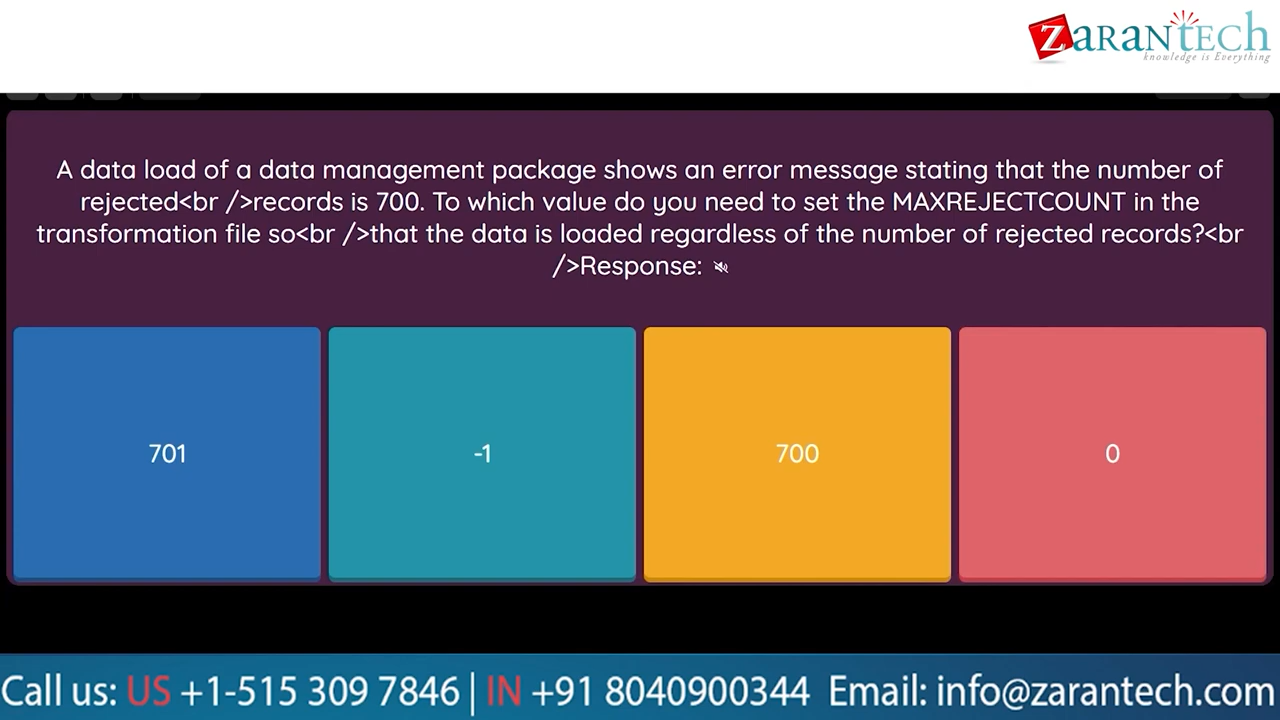 ZARANTECH
knowledge is Everything
A data load of a data management package shows an error message stating that the number of
rejected<br />records is 700. To which value do you need to set the MAXREJECTCOUNT in the
transformation file so<br />that the data is loaded regardless of the number of rejected records?<br
/>Response:
701
-1
700
0
Call us: US +1-515 309 7846 | IN +91 8040900344 Email: info@zarantech.com